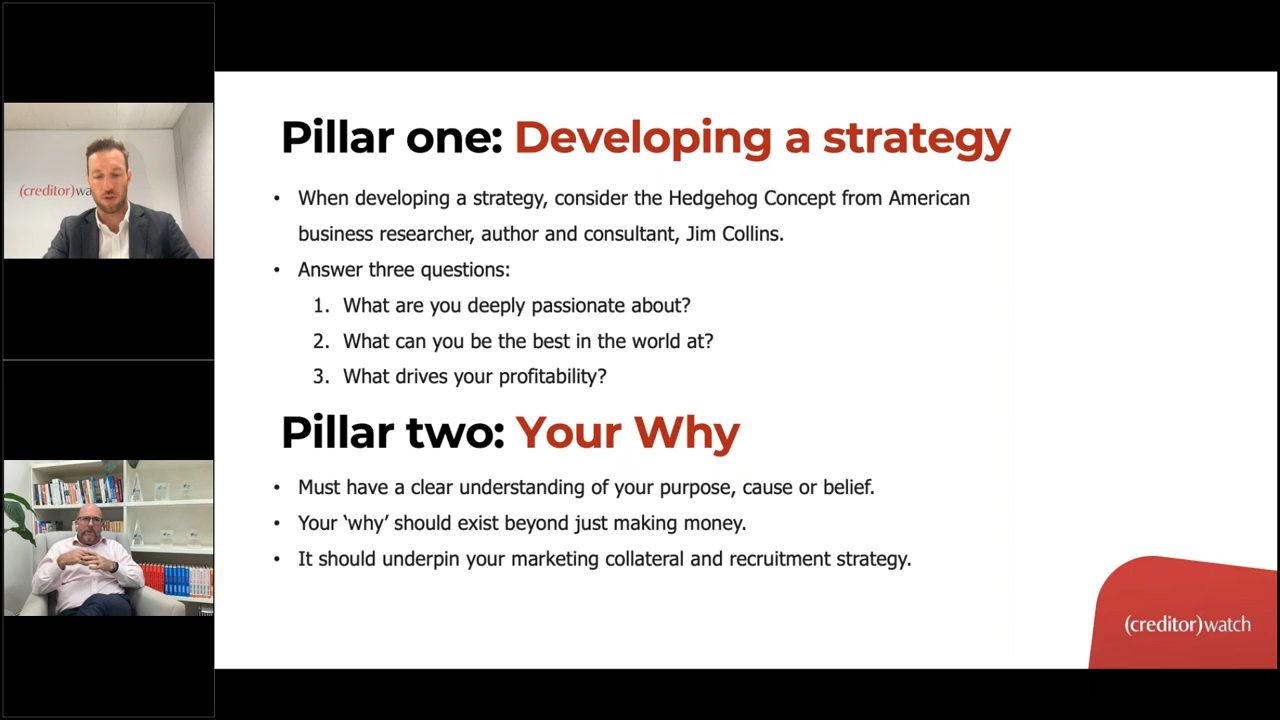 (creditor)wa
Pillar one: Developing a strategy
• When developing a strategy, consider the Hedgehog Concept from American
business researcher, author and consultant, Jim Collins.
• Answer three questions:
1. What are you deeply passionate about?
2. What can you be the best in the world at?
3. What drives your profitability?
Pillar two: Your Why
• Must have a clear understanding of your purpose, cause or belief.
• Your ‘why’ should exist beyond just making money.
• It should underpin your marketing collateral and recruitment strategy.
(creditor)watch